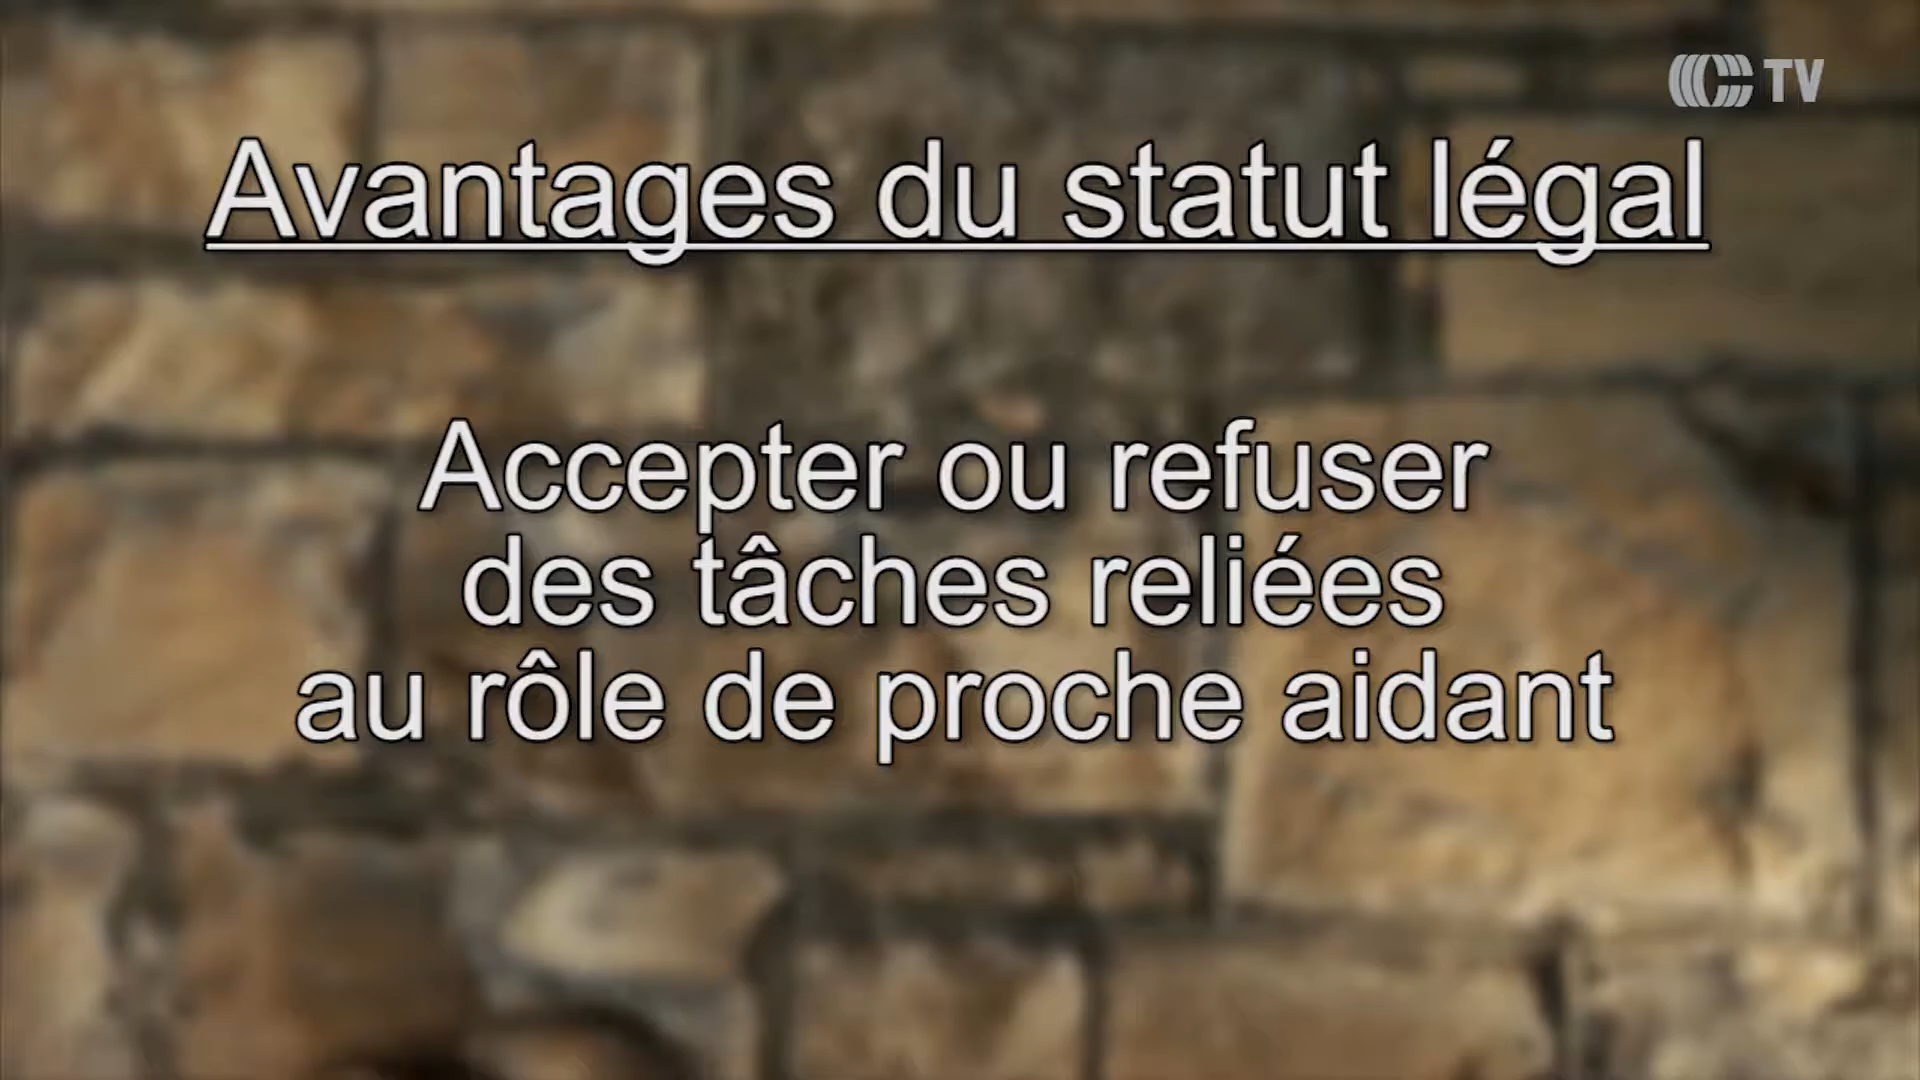 TV
Avantages du statut légal
Accepter ou refuser
des tâches reliées
au rôle de proche aidant